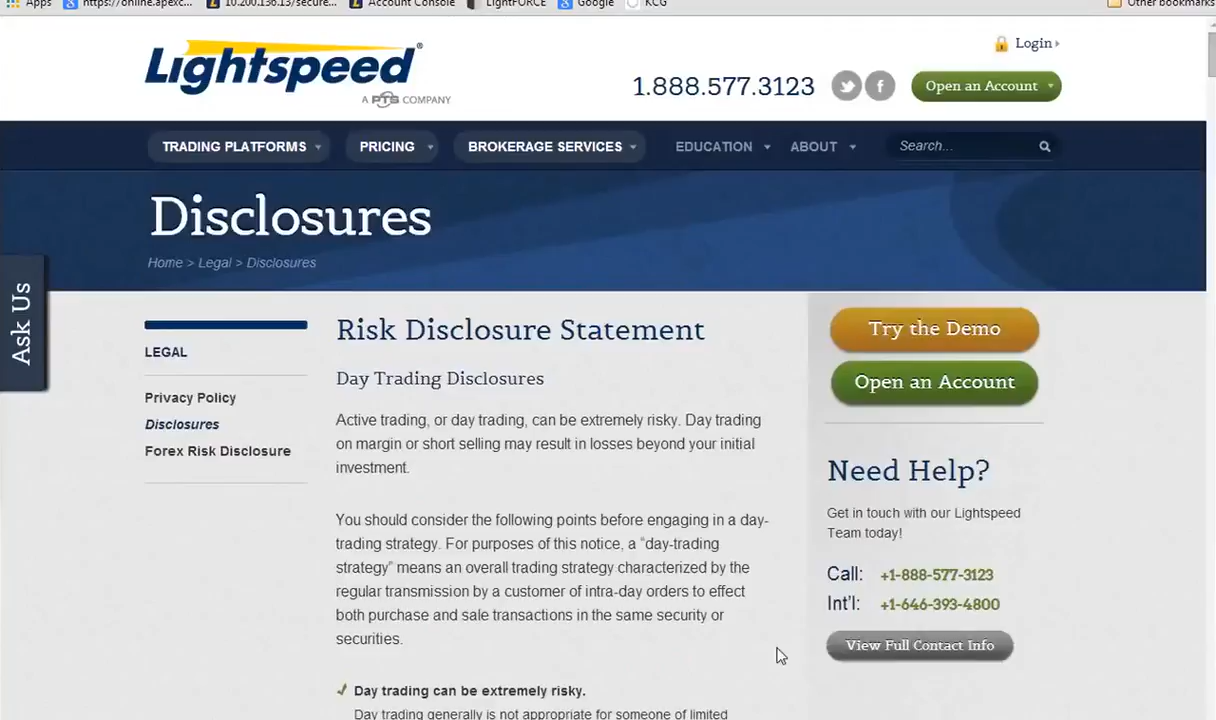 Apps https://online.apexc... 10.200.136.13/secure... Account Console LightFORCE Google KCG Other bookmarks
Lightspeed®
A PTS COMPANY
Login
1.888.577.3123
Open an Account
TRADING PLATFORMS PRICING BROKERAGE SERVICES EDUCATION ABOUT Search...
Disclosures
Home > Legal > Disclosures
Ask Us
LEGAL
Privacy Policy
Disclosures
Forex Risk Disclosure
Risk Disclosure Statement
Day Trading Disclosures
Active trading, or day trading, can be extremely risky. Day trading
on margin or short selling may result in losses beyond your initial
investment.
You should consider the following points before engaging in a day-
trading strategy. For purposes of this notice, a “day-trading
strategy” means an overall trading strategy characterized by the
regular transmission by a customer of intra-day orders to effect
both purchase and sale transactions in the same security or
securities.
Day trading can be extremely risky.
Day trading generally is not appropriate for someone of limited
Try the Demo
Open an Account
Need Help?
Get in touch with our Lightspeed
Team today!
Call: +1-888-577-3123
Int'l: +1-646-393-4800
View Full Contact Info